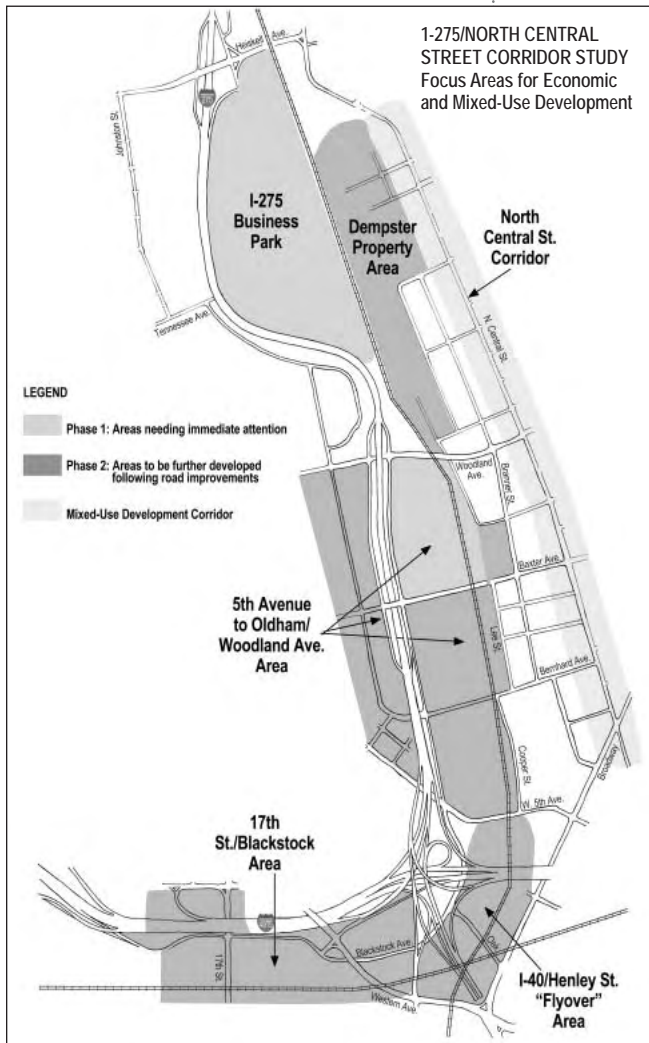 1-275/NORTH CENTRAL
STREET CORRIDOR STUDY
Focus Areas for Economic
and Mixed-Use Development
Heiskell Ave.
Johnston St.
I-275
Business
Park
Dempster
Property
Area
North
Central St.
Corridor
Tennessee Ave.
N. Central St.
LEGEND
Phase 1: Areas needing immediate attention
Phase 2: Areas to be further developed
following road improvements
Mixed-Use Development Corridor
Woodland
Ave.
Branner St.
Baxter Ave.
5th Avenue
to Oldham/
Woodland Ave.
Area
Lee St.
Bernhard Ave.
Cooper St.
Broadway
W. 5th Ave.
17th
St./Blackstock
Area
17th St.
Blackstock Ave.
Oak
Western Ave.
I-40/Henley St.
“Flyover”
Area